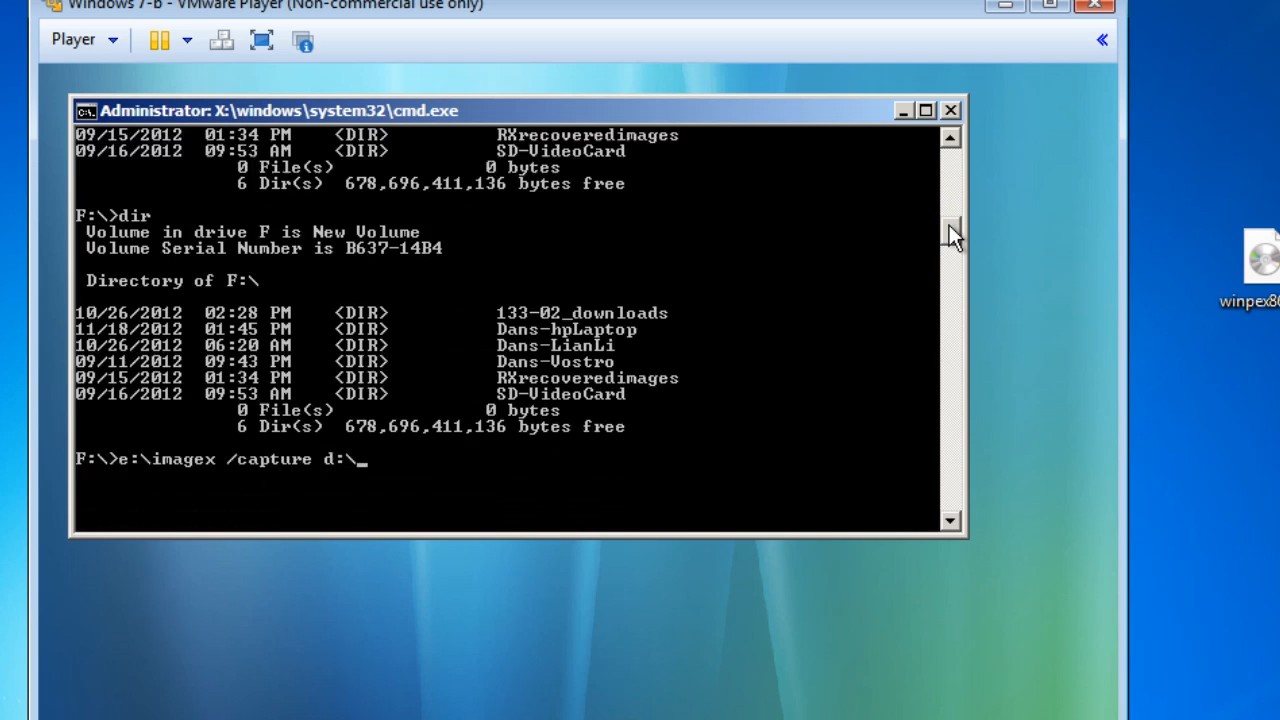 Windows 7-b - VMware Player (Non-commercial use only)
Player
Administrator: X:\windows\system32\cmd.exe
09/15/2012  01:34 PM    <DIR>          RXrecoveredimages
09/16/2012  09:53 AM    <DIR>          SD-VideoCard
               0 File(s)              0 bytes
               6 Dir(s)  678,696,411,136 bytes free
F:\>dir
 Volume in drive F is New Volume
 Volume Serial Number is B637-14B4
 Directory of F:\
10/26/2012  02:28 PM    <DIR>          133-02_downloads
11/18/2012  01:45 PM    <DIR>          Dans-hpLaptop
10/26/2012  06:20 AM    <DIR>          Dans-LianLi
09/11/2012  09:43 PM    <DIR>          Dans-Vostro
09/15/2012  01:34 PM    <DIR>          RXrecoveredimages
09/16/2012  09:53 AM    <DIR>          SD-VideoCard
               0 File(s)              0 bytes
               6 Dir(s)  678,696,411,136 bytes free
F:\>e:\imagex /capture d:\_
winpex86